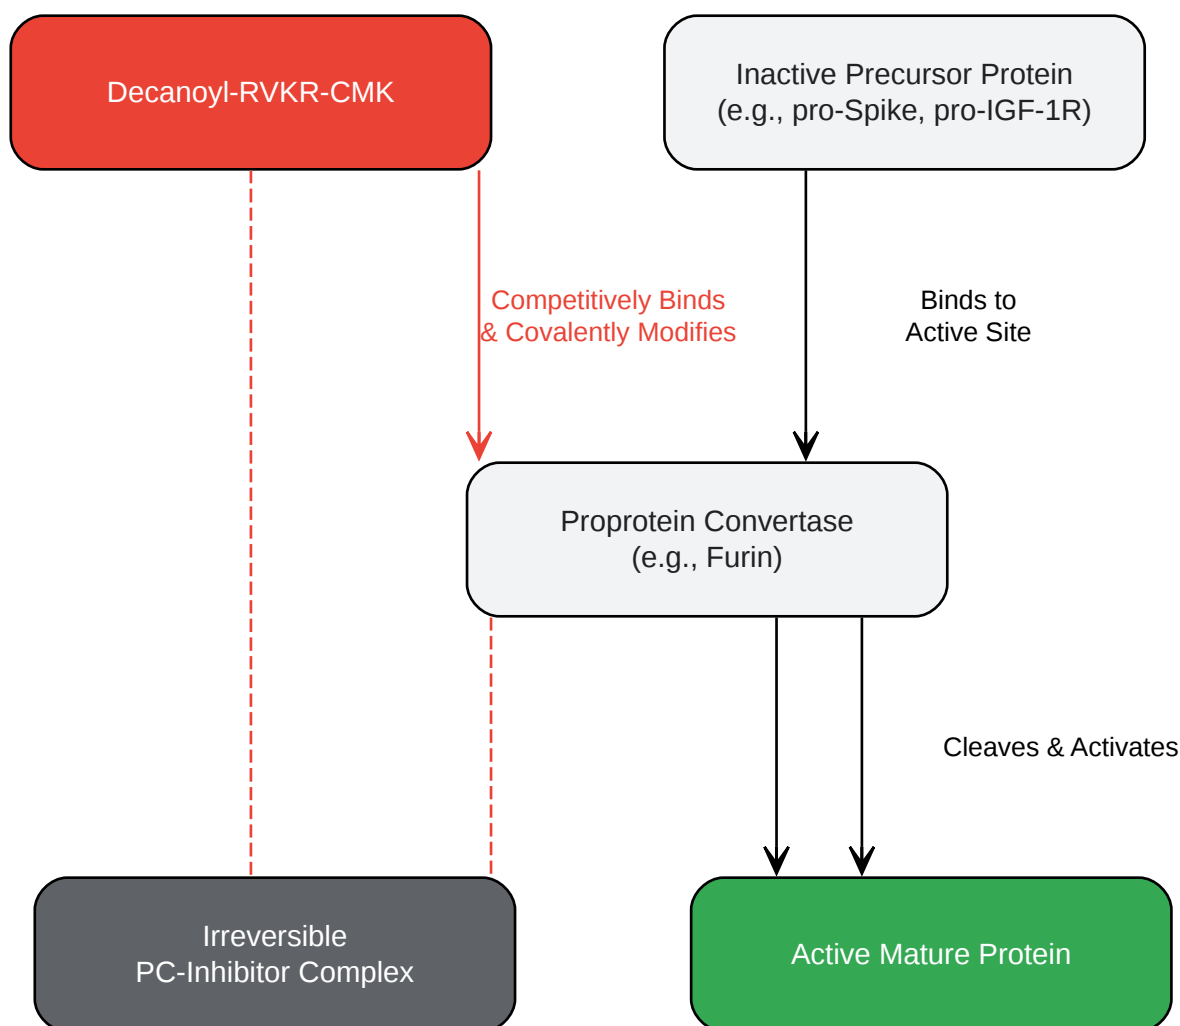 Decanoyl-RVKR-CMK
Inactive Precursor Protein
(e.g., pro-Spike, pro-IGF-1R)
Competitively Binds
& Covalently Modifies
Binds to
Active Site
Proprotein Convertase
(e.g., Furin)
Cleaves & Activates
Irreversible
PC-Inhibitor Complex
Active Mature Protein